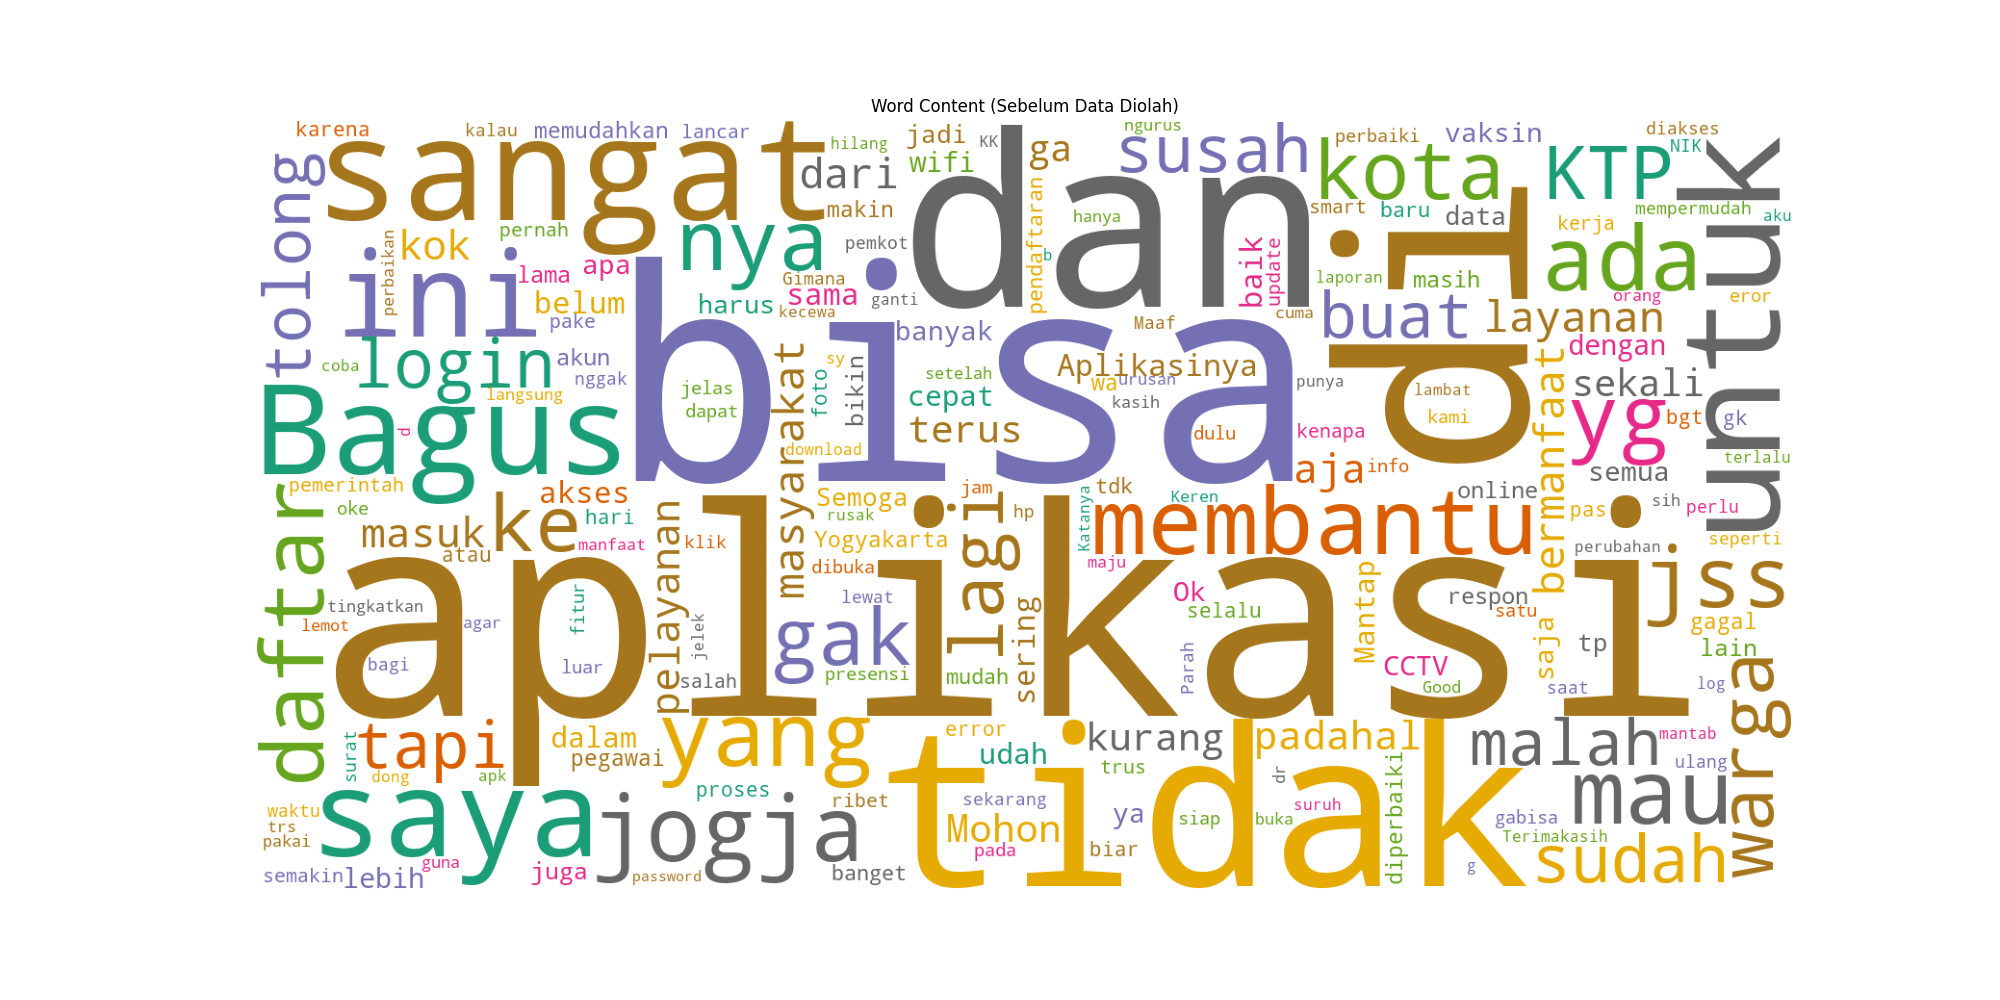 Word Content (Sebelum Data Diolah)
karena kalau memudahkan lancar hilang jadi KK ngurus perbaiki vaksin diakses
sangat dari wifi ga susah kota KTP NIK untuk
tolong makin dan smart baru data mempermudah aku
kok pernah nya pemkot pendaftaran hanya b kerja ada
perbaikan ini lama apa Gimana baik update di laporan masih
belum harus sama kecewa ganti cuma orang eror
pake banyak Maaf buat layanan
login akun bisa Aplikasinya dengan
coba nggak jelas masyarakat foto sy bikin setelah wa urusan punya lambat sekali
langsung dapat cepat kasih kami bermanfaat yg bgt gk
Bagus d terus dulu kenapa
download aja info semua terlalu
pemerintah akses Semoga jam tdk Keren online
daftar oke hari rusak lagi hp Katanya membantu pas sih perlu
masuk ke pelayanan klik Yogyakarta perubahan seperti
atau manfaat dibuka maju
aplikasi jss
tingkatkan fitur lewat sering Ok Mantap respon
lemot agar jelek gak selalu satu gagal
bagi luar presensi mudah Parah CCTV saja tp lain
salah Good saat log warga
surat tapi dalam yang error kurang padahal malah mantab
dong apk pegawai udah trus dr diperbaiki ulang
proses tidak
waktu saya jogja ribet sekarang ya siap suruh buka gabisa mau
trs Mohon Terimakasih
pakai pada biar sudah
semakin lebih guna juga password banget g